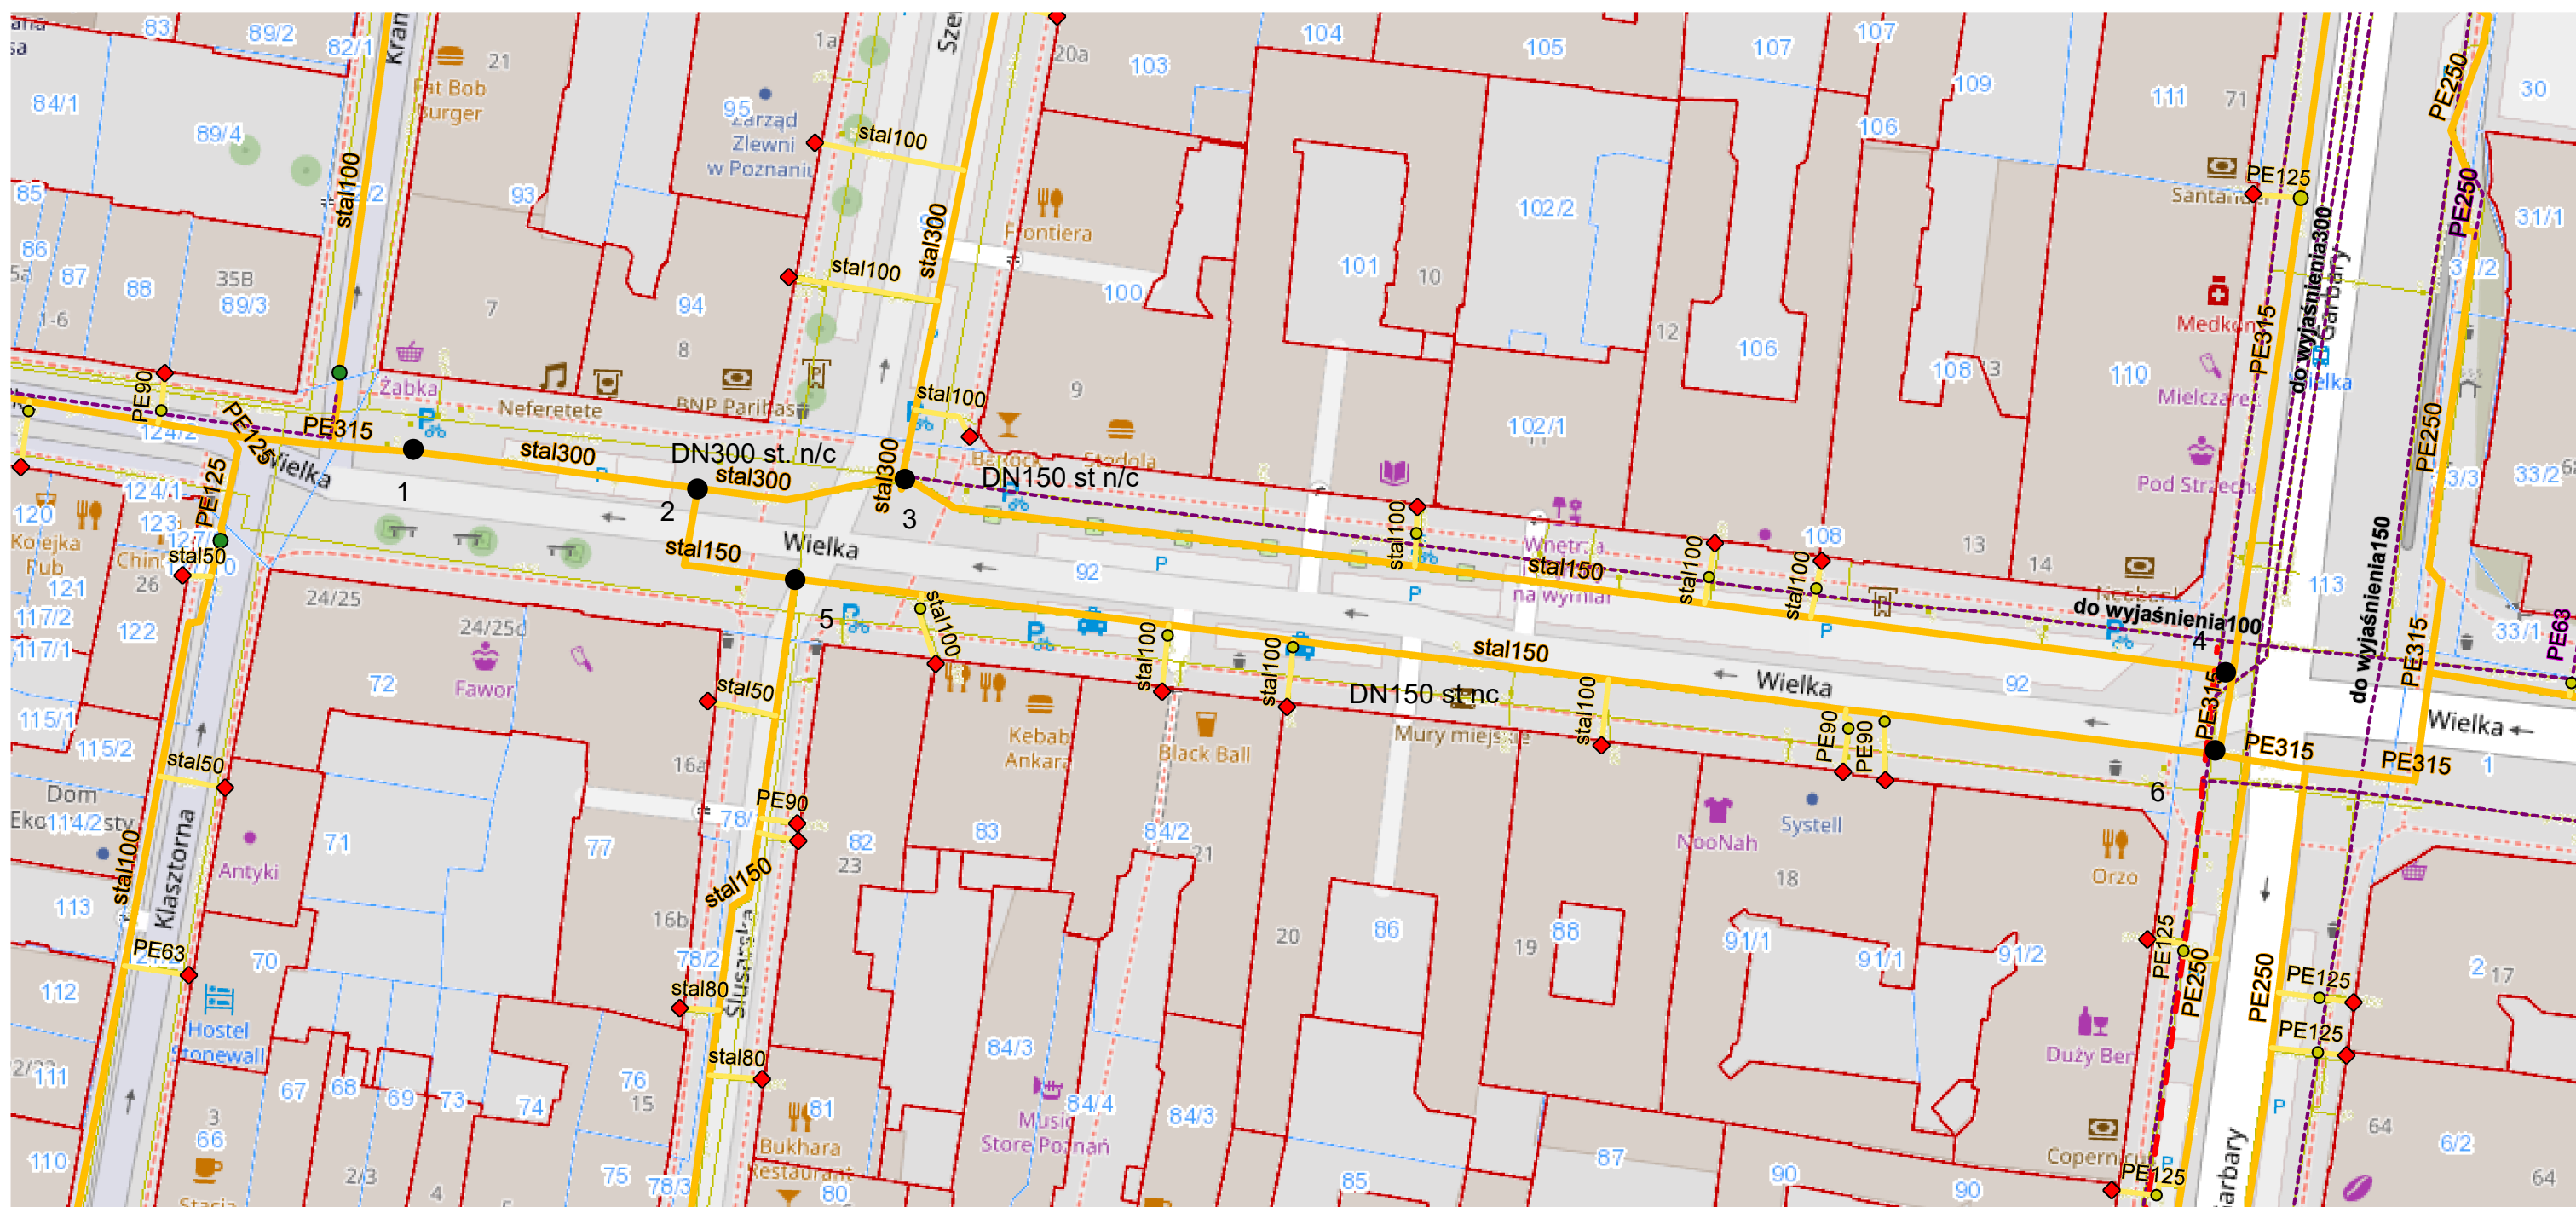 83
89/2
82/1
Kran
21
Fat Bob
Burger
84/1
89/4
stal100
85
93
86
87
88
35B
89/3
1-6
7
94
8
1a
95
Zarząd
Zlewni
w Poznaniu
stal100
stal100
stal300
20a
103
104
105
107
107
109
106
111
71
Santander
PE125
Frontiera
100
101
10
102/2
12
106
108
110
Medkon
Mielczarek
Pod Strzechą
PE315
do wyjaśnienia300
Garbary
Wielka
PE250
PE250
30
31/1
PE250
33/2
33/1
113
PE90
Żabka
Neferetete
BNP Paribas
stal100
9
102/1
124/2
PE125
PE315
Wielka
stal300
DN300 st. n/c
stal300
stal300
DN150 st n/c
1
2
3
124/1
123
120
Kolejka
Pub
PE125
stal50
26
121
117/2
117/1
122
24/25
24/25c
stal150
Wielka
92
P
5
stal100
stal150
stal100
stal100
108
13
14
do wyjaśnienia100
4
do wyjaśnienia150
PE315
PE63
72
Fawor
stal50
stal100
stal100
stal100
stal150
DN150 st nc
Mury miejskie
stal100
PE90
PE90
Wielka
92
PE315
PE315
PE315
Wielka
1
6
115/1
115/2
stal50
16a
Kebab
Ankara
Black Ball
Dom
114/2
71
Antyki
77
PE90
78/
82
23
83
84/2
21
NooNah
Systell
18
Orzo
stal100
Klasztorna
113
stal150
16b
78/2
Ślusarska
20
86
19
88
91/1
91/1
91/2
PE125
PE250
PE250
PE125
2
17
PE63
70
112
Hostel
Stonewall
stal80
stal80
84/3
Duży Ben
PE125
111
67
68
69
73
74
76
15
81
Music
Store Poznań
84/4
84/3
3
66
110
2/3
4
75
78/3
Bukhara
Restaurant
80
85
87
90
90
PE125
P
Garbary
64
6/2
64